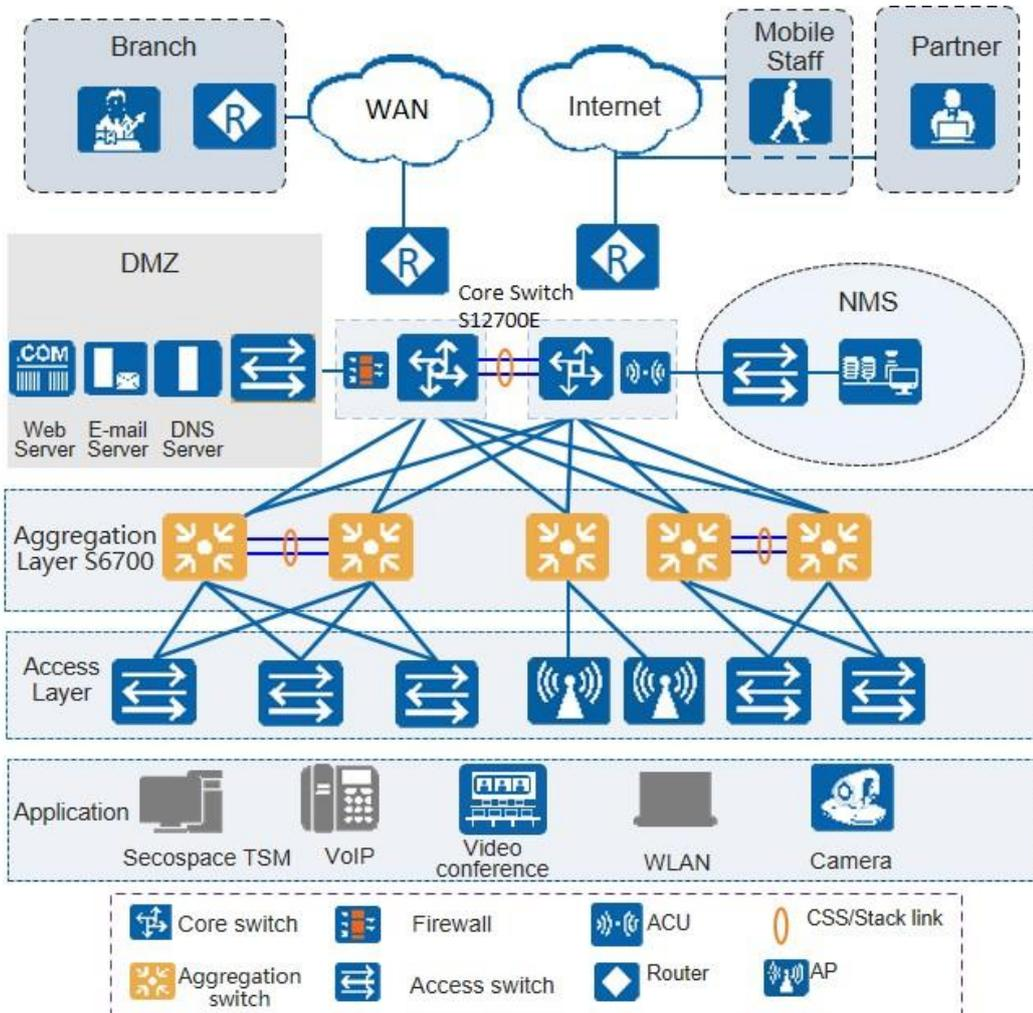 Branch
R
WAN
Internet
Mobile
Staff
Partner
R
R
DMZ
Core Switch
S12700E
NMS
.COM
Web
Server
E-mail
Server
DNS
Server
Aggregation
Layer S6700
Access
Layer
Application
Secospace TSM
VoIP
Video
conference
WLAN
Camera
Core switch
Firewall
ACU
CSS/Stack link
Aggregation
switch
Access switch
Router
AP